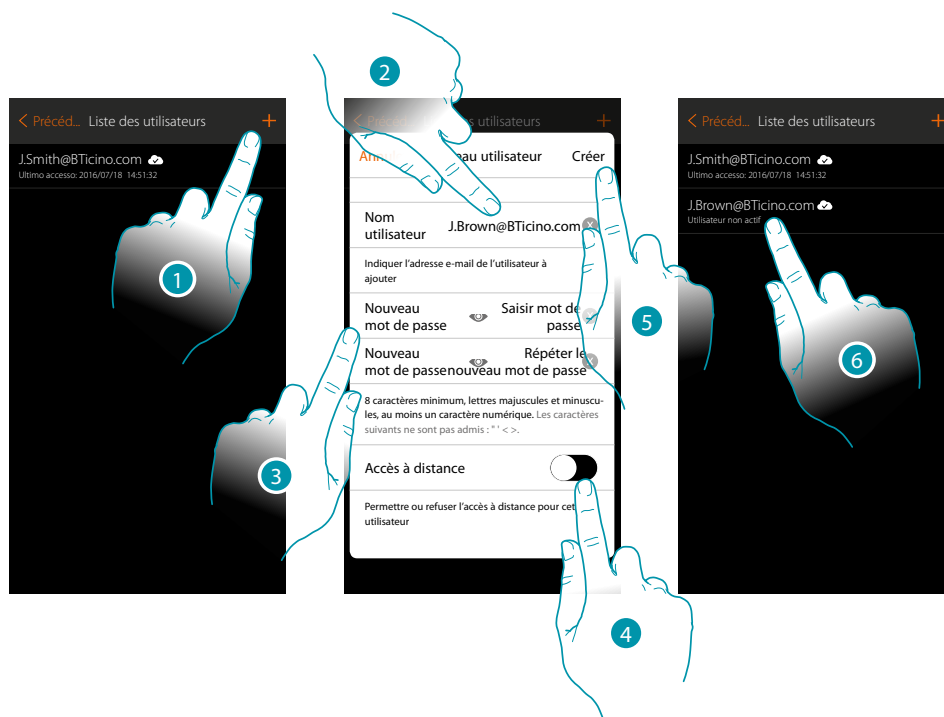 2
< Précéd... Liste des utilisateurs +
J.Smith@BTicino.com
Ultimo accesso: 2016/07/18 14:51:32
1
s utilisateurs +
au utilisateur Créer
Nom
utilisateur
J.Brown@BTicino.com X
Indiquer l'adresse e-mail de l'utilisateur à
ajouter
Nouveau
mot de passe
Saisir mot de
passe
Nouveau
mot de passe
Répéter le
nouveau mot de passe
8 caractères minimum, lettres majuscules et minuscu-
les, au moins un caractère numérique. Les caractères
suivants ne sont pas admis : " ' < >.
Accès à distance
Permettre ou refuser l'accès à distance pour cet
utilisateur
3
4
5
< Précéd... Liste des utilisateurs +
J.Smith@BTicino.com
Ultimo accesso: 2016/07/18 14:51:32
J.Brown@BTicino.com
Utilisateur non actif
6